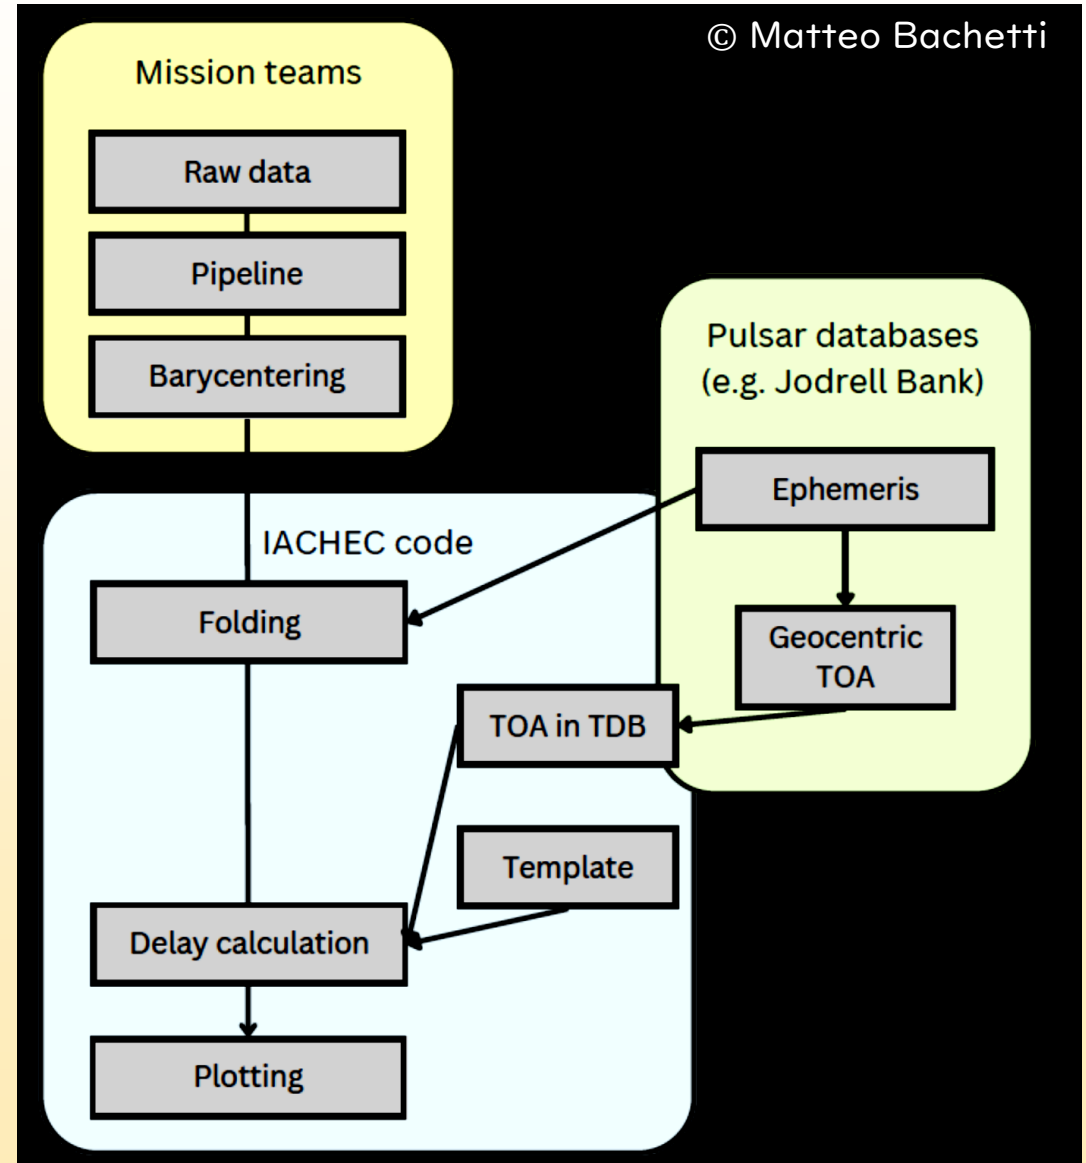 © Matteo Bachetti
Mission teams
Raw data
Pipeline
Barycentering
Pulsar databases
(e.g. Jodrell Bank)
Ephemeris
Geocentric
TOA
IACHEC code
Folding
TOA in TDB
Template
Delay calculation
Plotting